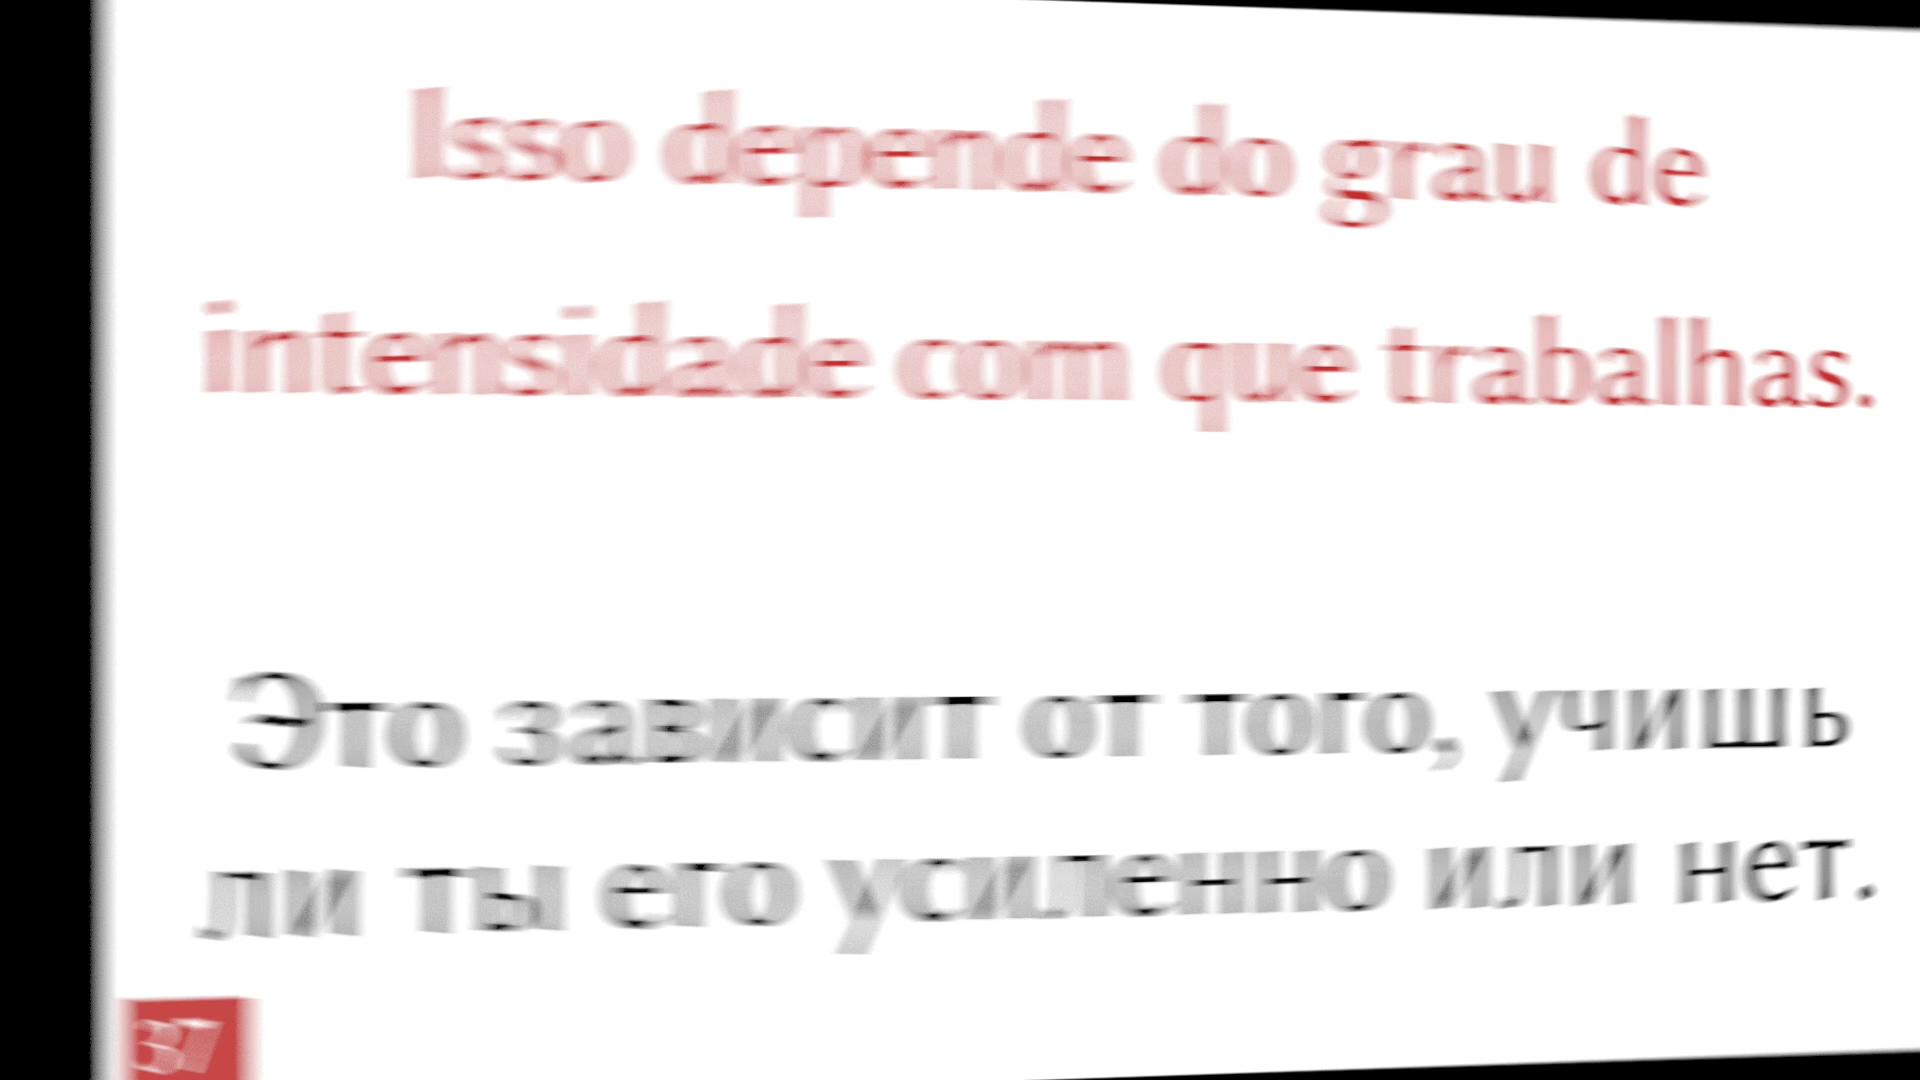 Isso depende do grau de
intensidade com que trabalhas.
Это зависит от того, учишь
ли ты его усиленно или нет.
37